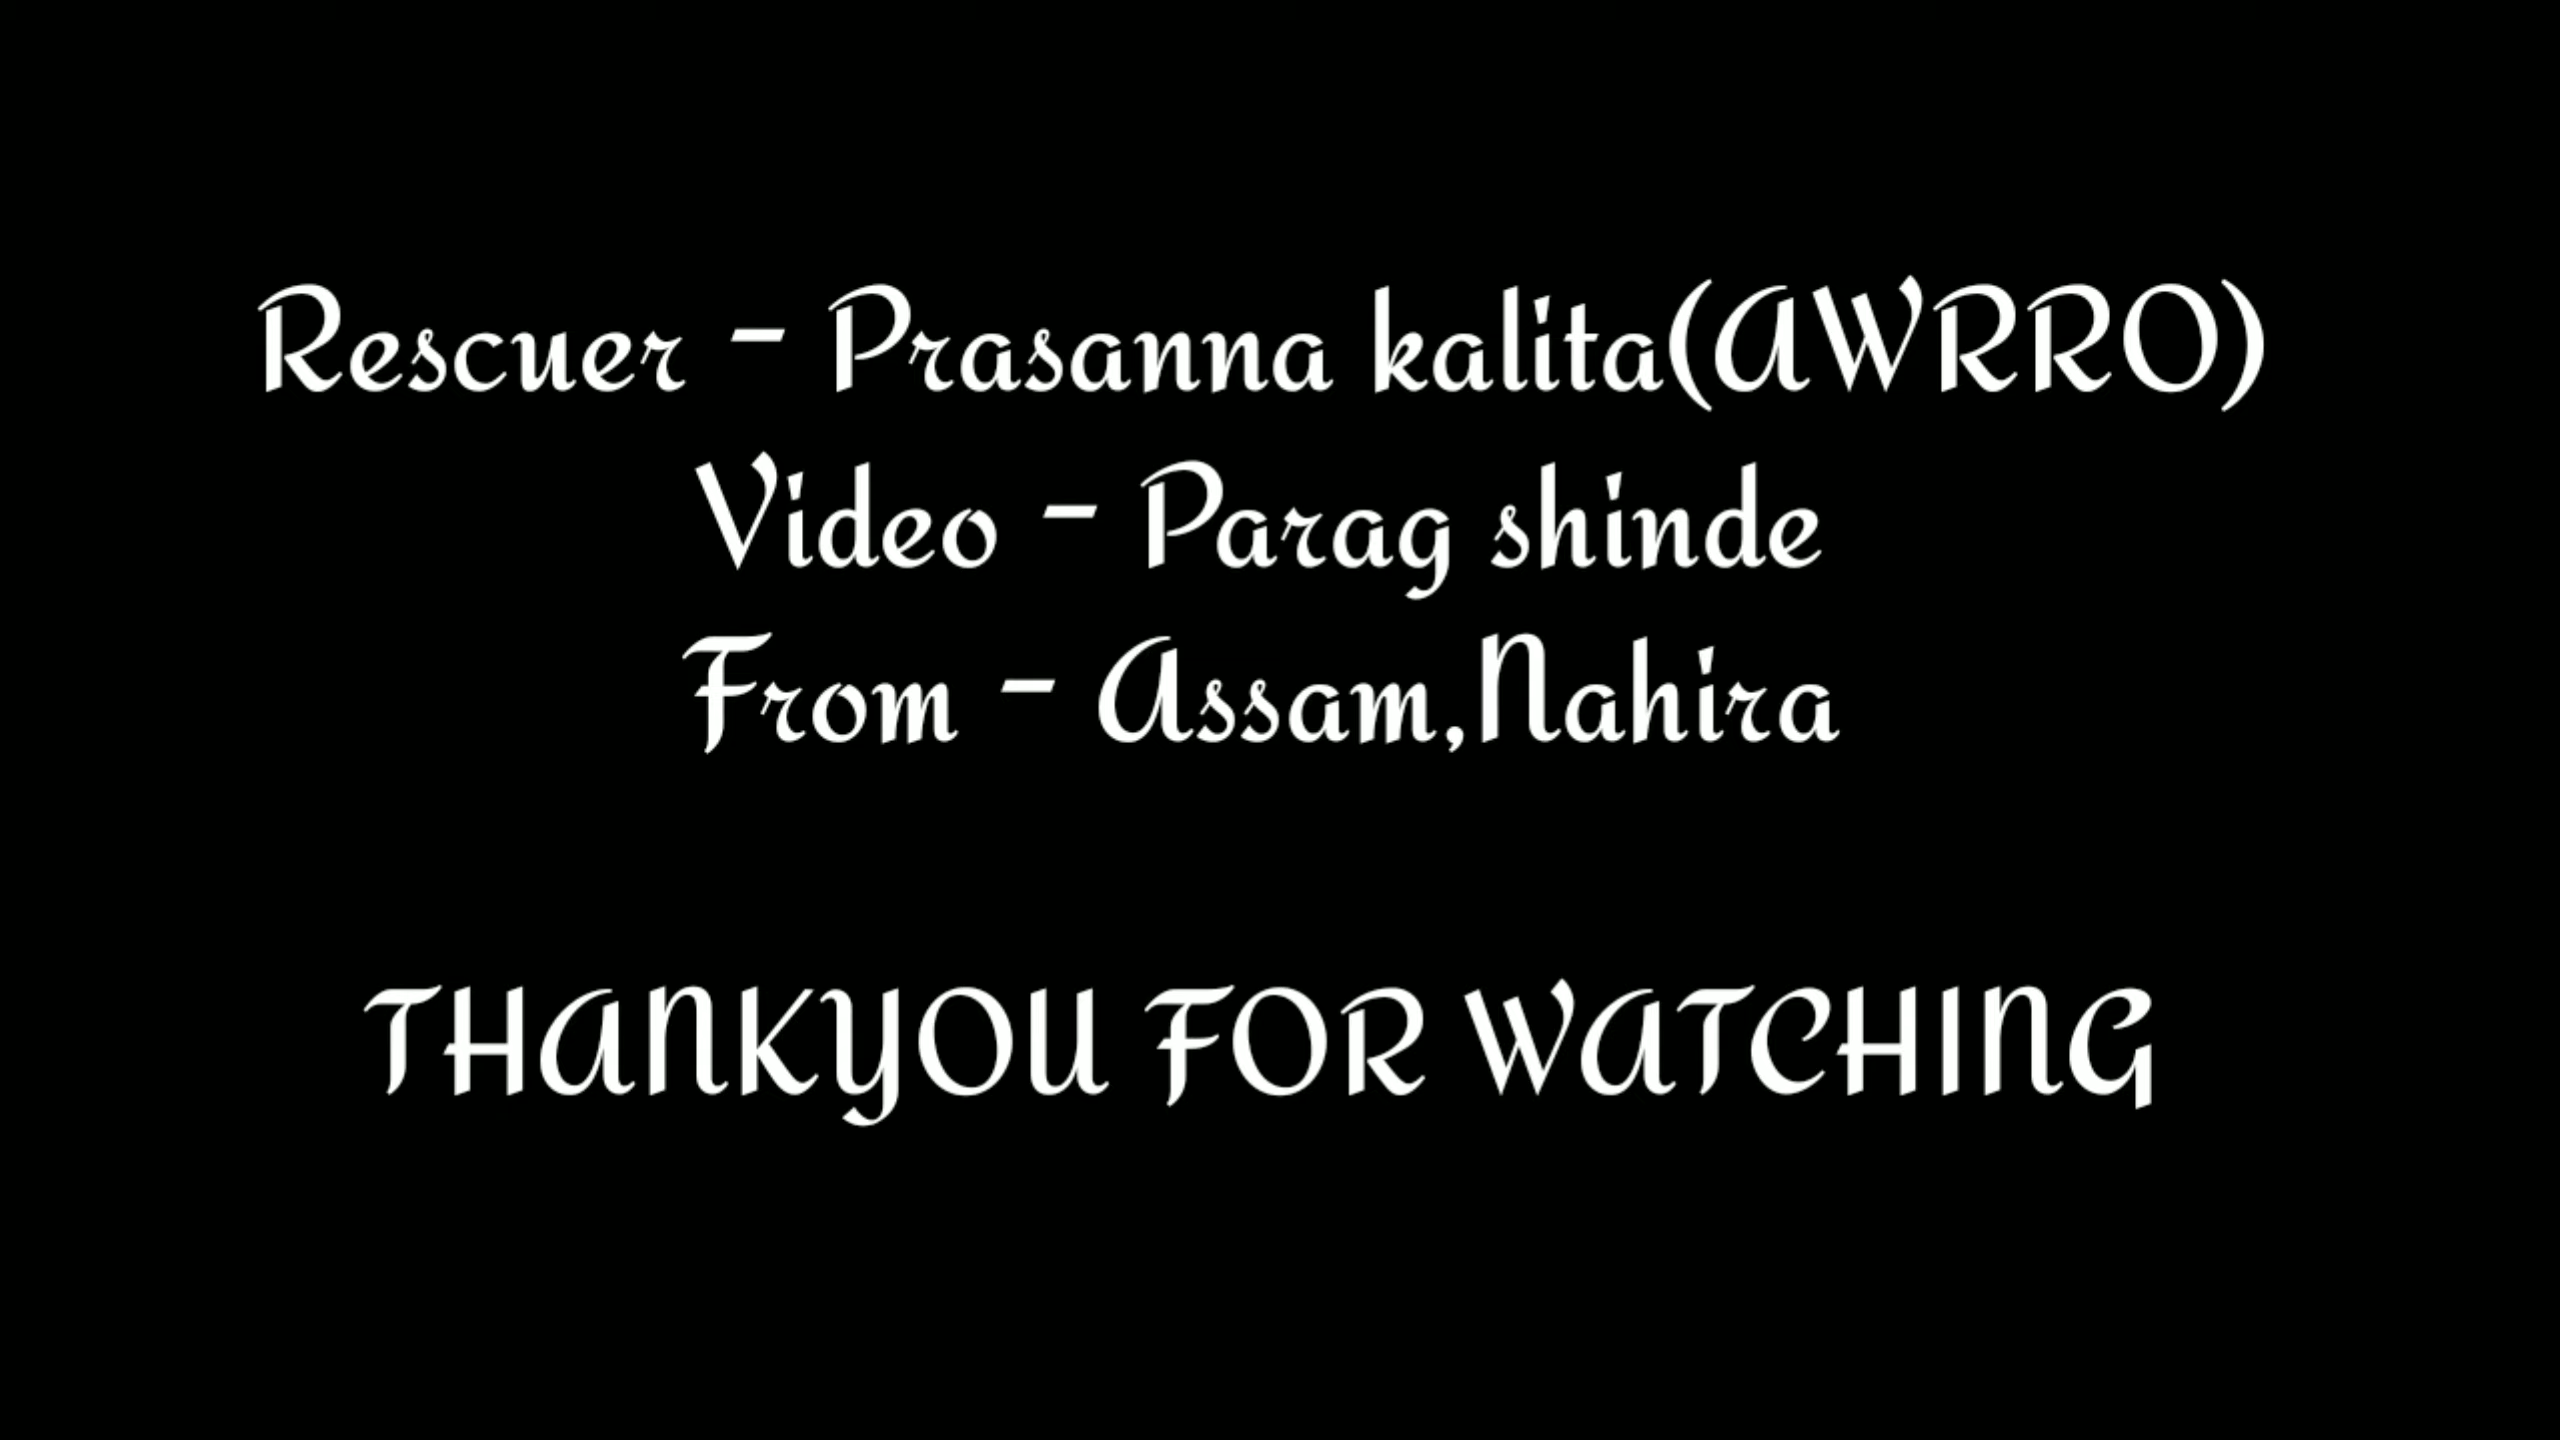 Rescuer - Prasanna kalita(AWRRO)
Video - Parag shinde
From - Assam,Nahira
THANKYOU FOR WATCHING